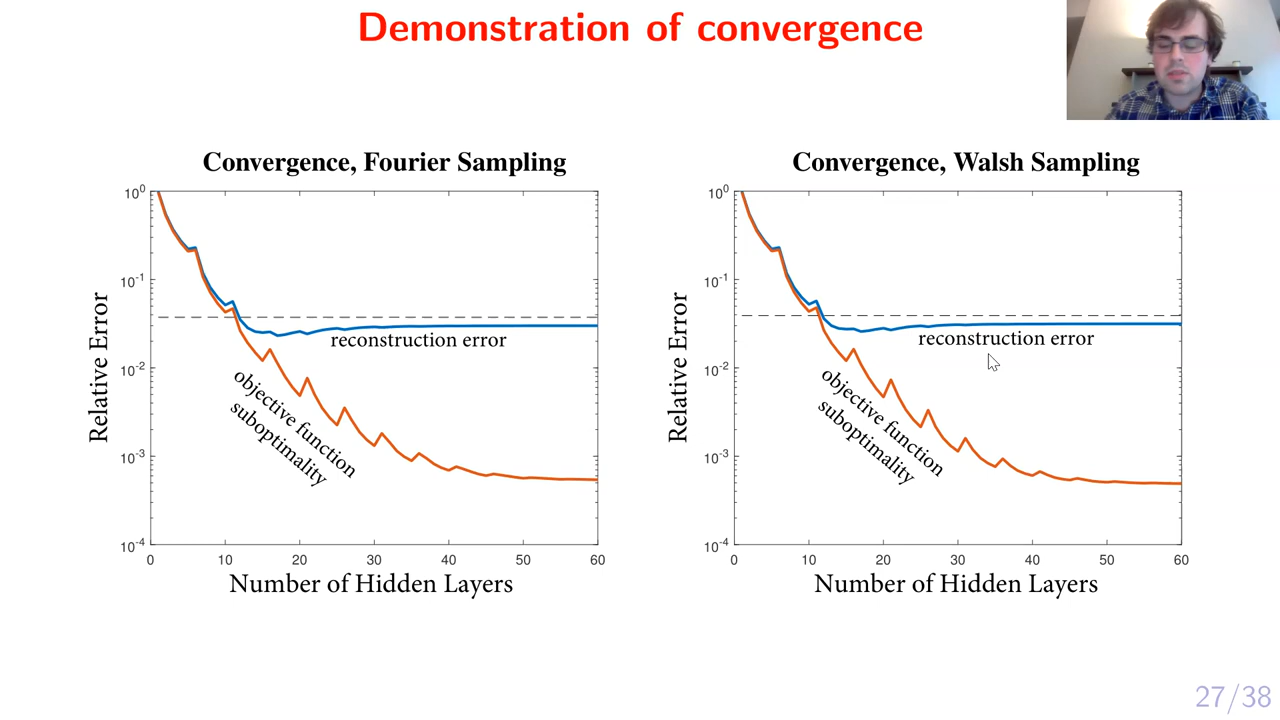 Demonstration of convergence
Convergence, Fourier Sampling
10^0
10^-1
10^-2
10^-3
10^-4
Relative Error
reconstruction error
objective function
suboptimality
0 10 20 30 40 50 60
Number of Hidden Layers
Convergence, Walsh Sampling
10^0
10^-1
10^-2
10^-3
10^-4
Relative Error
reconstruction error
objective function
suboptimality
0 10 20 30 40 50 60
Number of Hidden Layers
27/38